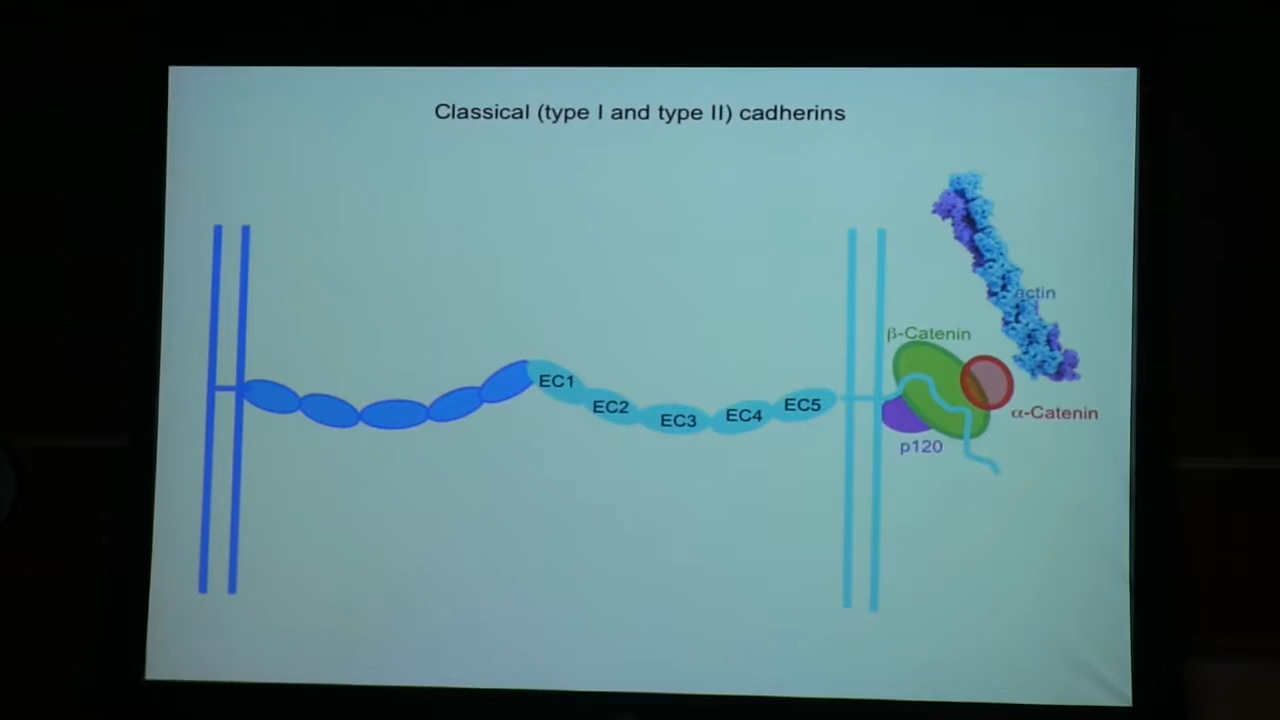 Classical (type I and type II) cadherins
actin
β-Catenin
EC1
EC2
EC3
EC4
EC5
α-Catenin
p120